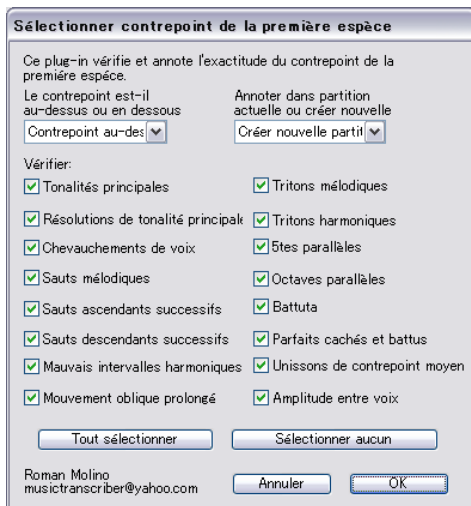 Sélectionner contrepoint de la première espèce
Ce plug-in vérifie et annote l'exactitude du contrepoint de la
premiére espéce.
Le contrepoint est-il
au-dessus ou en dessous
Annoter dans partition
actuelle ou créer nouvelle
Contrepoint au-des
Créer nouvelle partit
Vérifier:
Tonalités principales
Tritons mélodiques
Résolutions de tonalité principale
Tritons harmoniques
Chevauchements de voix
5tes parallèles
Sauts mélodiques
Octaves parallèles
Sauts ascendants successifs
Battuta
Sauts descendants successifs
Parfaits cachés et battus
Mauvais intervalles harmoniques
Unissons de contrepoint moyen
Mouvement oblique prolongé
Amplitude entre voix
Tout sélectionner
Sélectionner aucun
Roman Molino
musictranscriber@yahoo.com
Annuler
OK